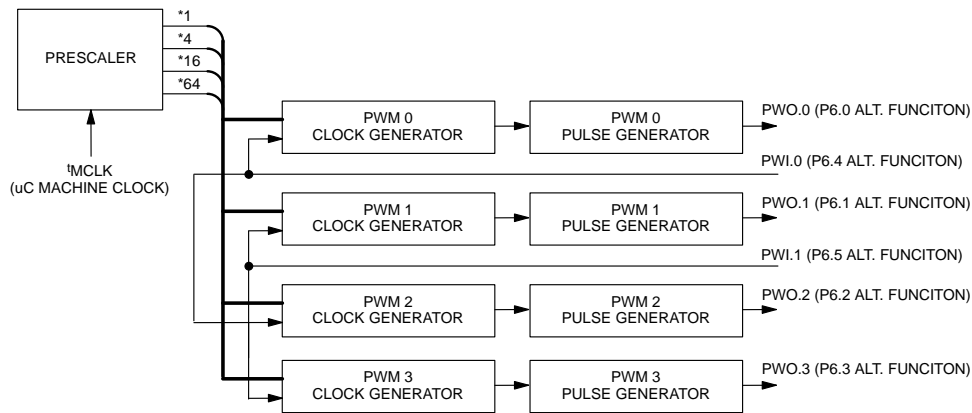 *1
*4
*16
*64
PRESCALER
tMCLK
(uC MACHINE CLOCK)
PWM 0
CLOCK GENERATOR
PWM 0
PULSE GENERATOR
PWO.0 (P6.0 ALT. FUNCITON)
PWI.0 (P6.4 ALT. FUNCITON)
PWM 1
CLOCK GENERATOR
PWM 1
PULSE GENERATOR
PWO.1 (P6.1 ALT. FUNCITON)
PWI.1 (P6.5 ALT. FUNCITON)
PWM 2
CLOCK GENERATOR
PWM 2
PULSE GENERATOR
PWO.2 (P6.2 ALT. FUNCITON)
PWM 3
CLOCK GENERATOR
PWM 3
PULSE GENERATOR
PWO.3 (P6.3 ALT. FUNCITON)